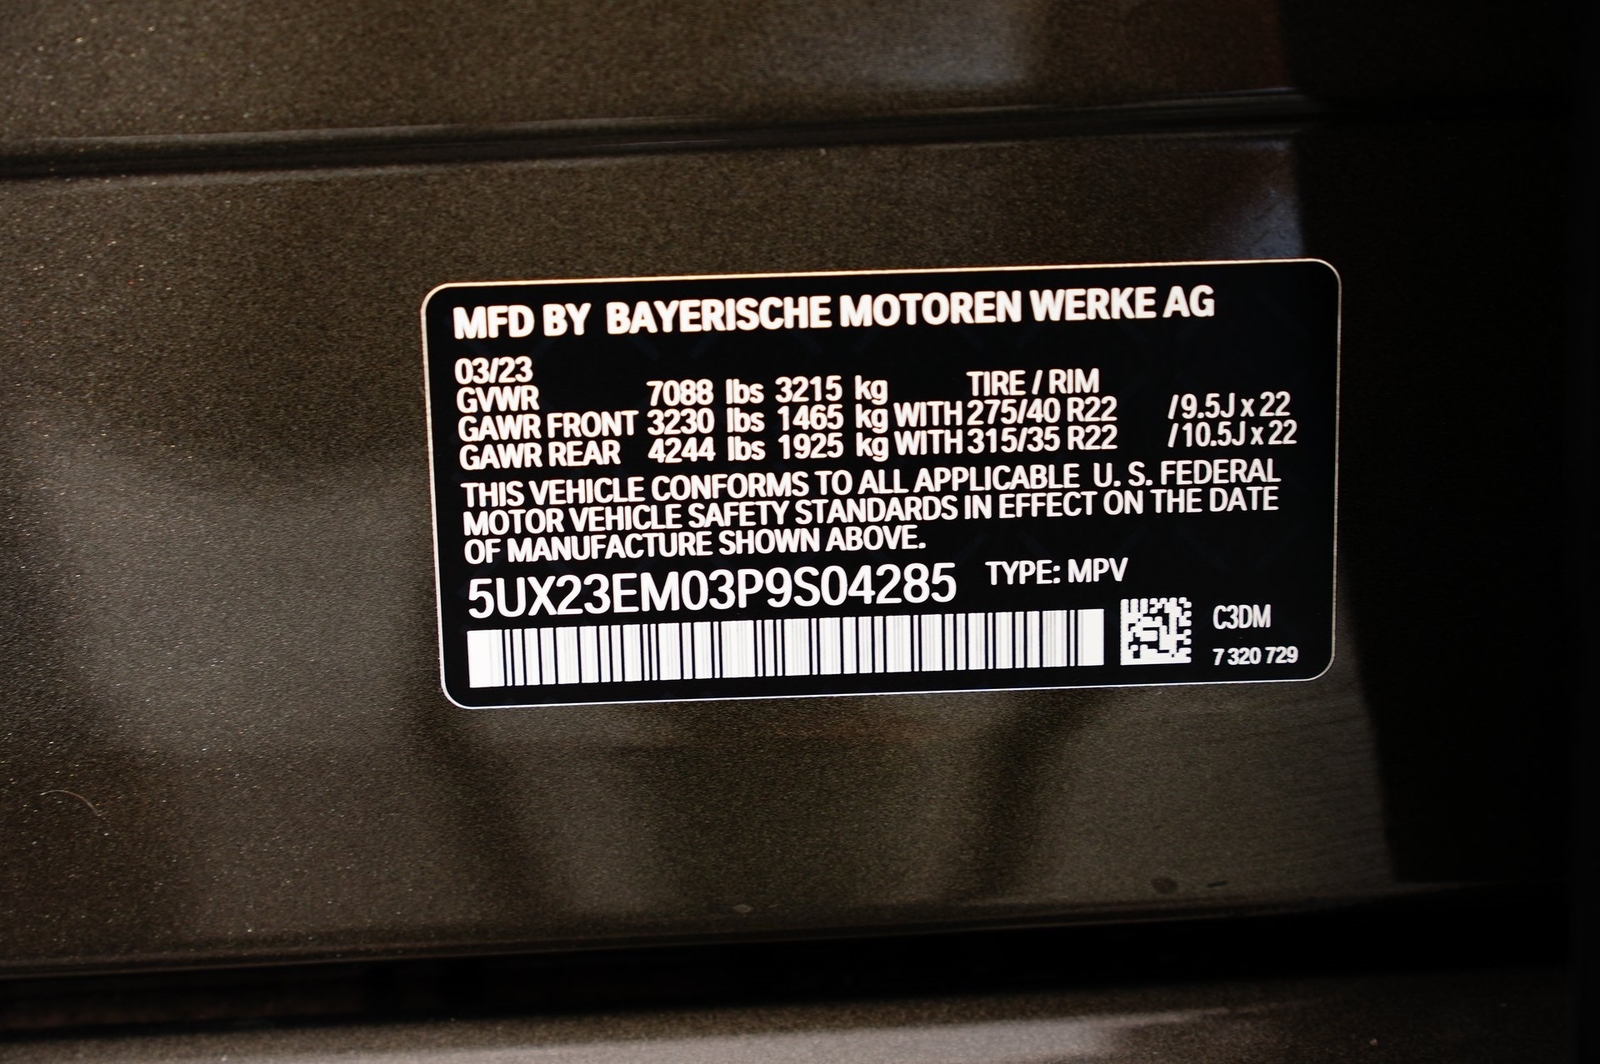 MFD BY BAYERISCHE MOTOREN WERKE AG
03/23 TIRE / RIM
GVWR 7088 lbs 3215 kg
GAWR FRONT 3230 lbs 1465 kg WITH 275/40 R22 / 9.5J x 22
GAWR REAR 4244 lbs 1925 kg WITH 315/35 R22 / 10.5J x 22
THIS VEHICLE CONFORMS TO ALL APPLICABLE U. S. FEDERAL
MOTOR VEHICLE SAFETY STANDARDS IN EFFECT ON THE DATE
OF MANUFACTURE SHOWN ABOVE.
5UX23EM03P9S04285 TYPE: MPV
C3DM
7 320 729